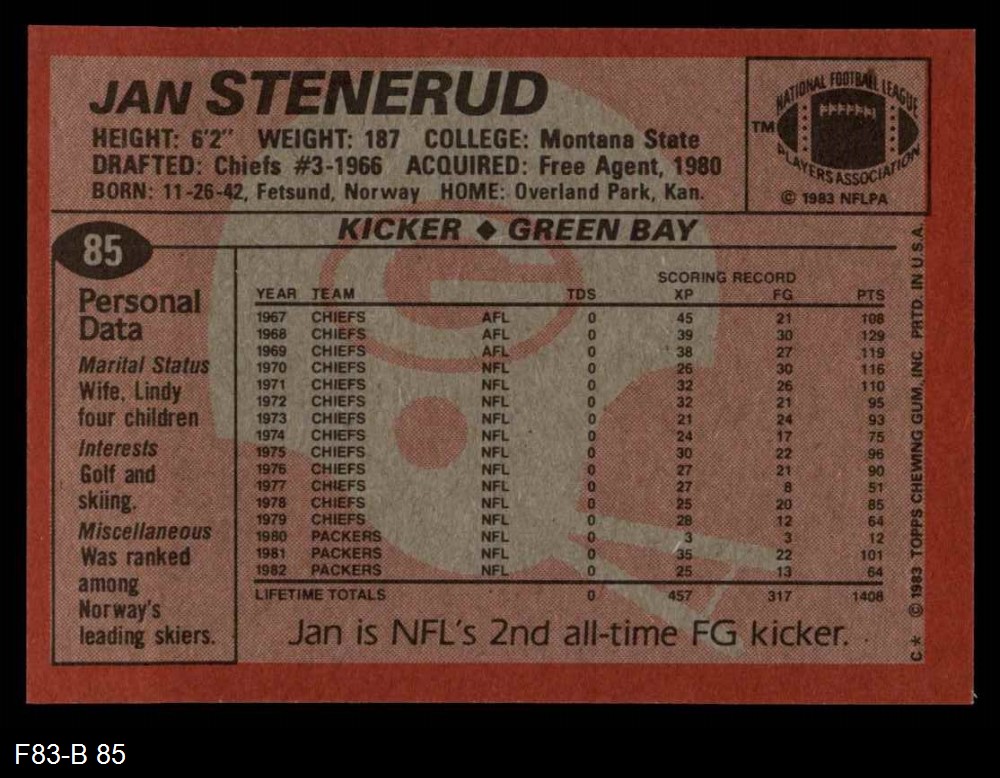 JAN STENERUD
HEIGHT: 6'2" WEIGHT: 187 COLLEGE: Montana State
DRAFTED: Chiefs #3-1966 ACQUIRED: Free Agent, 1980
BORN: 11-26-42, Fetsund, Norway HOME: Overland Park, Kan.
NATIONAL FOOTBALL LEAGUE
TM
PLAYERS ASSOCIATION
© 1983 NFLPA
KICKER ◆ GREEN BAY
85
Personal
Data
Marital Status
Wife, Lindy
four children
Interests
Golf and
skiing.
Miscellaneous
Was ranked
among
Norway's
leading skiers.
SCORING RECORD
YEAR TEAM TDS XP FG PTS
1967 CHIEFS AFL 0 45 21 108
1968 CHIEFS AFL 0 39 30 129
1969 CHIEFS AFL 0 38 27 119
1970 CHIEFS NFL 0 26 30 116
1971 CHIEFS NFL 0 32 26 110
1972 CHIEFS NFL 0 32 21 95
1973 CHIEFS NFL 0 21 24 93
1974 CHIEFS NFL 0 24 17 75
1975 CHIEFS NFL 0 30 22 96
1976 CHIEFS NFL 0 27 21 90
1977 CHIEFS NFL 0 27 8 51
1978 CHIEFS NFL 0 25 20 85
1979 CHIEFS NFL 0 28 12 64
1980 PACKERS NFL 0 3 3 12
1981 PACKERS NFL 0 35 22 101
1982 PACKERS NFL 0 25 13 64
LIFETIME TOTALS 0 457 317 1408
Jan is NFL's 2nd all-time FG kicker.
C * © 1983 TOPPS CHEWING GUM, INC. PRTD. IN U.S.A.
F83-B 85